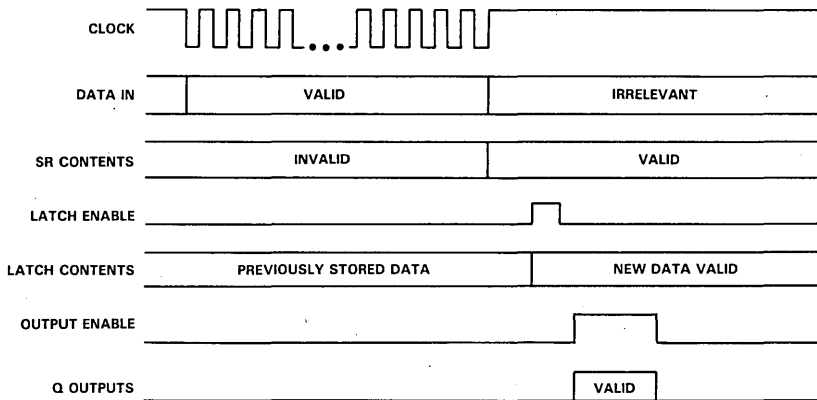 CLOCK
DATA IN VALID IRRELEVANT
SR CONTENTS INVALID VALID
LATCH ENABLE
LATCH CONTENTS PREVIOUSLY STORED DATA NEW DATA VALID
OUTPUT ENABLE
Q OUTPUTS VALID